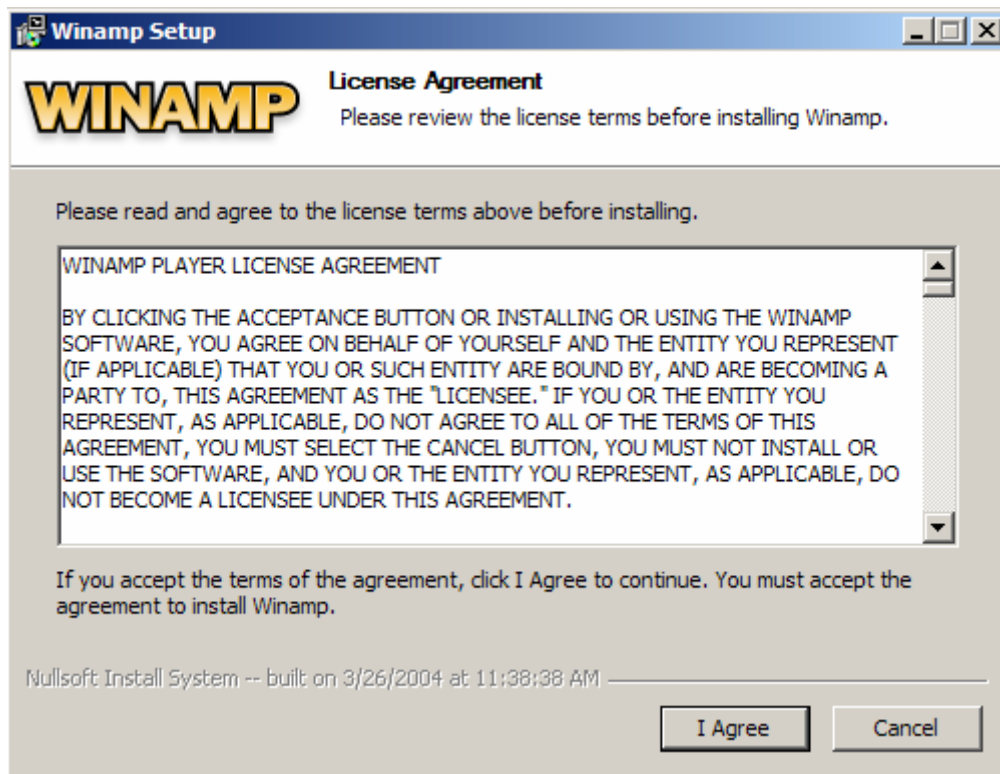 Winamp Setup
WINAMP
License Agreement
Please review the license terms before installing Winamp.
Please read and agree to the license terms above before installing.
WINAMP PLAYER LICENSE AGREEMENT
BY CLICKING THE ACCEPTANCE BUTTON OR INSTALLING OR USING THE WINAMP
SOFTWARE, YOU AGREE ON BEHALF OF YOURSELF AND THE ENTITY YOU REPRESENT
(IF APPLICABLE) THAT YOU OR SUCH ENTITY ARE BOUND BY, AND ARE BECOMING A
PARTY TO, THIS AGREEMENT AS THE "LICENSEE." IF YOU OR THE ENTITY YOU
REPRESENT, AS APPLICABLE, DO NOT AGREE TO ALL OF THE TERMS OF THIS
AGREEMENT, YOU MUST SELECT THE CANCEL BUTTON, YOU MUST NOT INSTALL OR
USE THE SOFTWARE, AND YOU OR THE ENTITY YOU REPRESENT, AS APPLICABLE, DO
NOT BECOME A LICENSEE UNDER THIS AGREEMENT.
If you accept the terms of the agreement, click I Agree to continue. You must accept the
agreement to install Winamp.
Nullsoft Install System -- built on 3/26/2004 at 11:38:38 AM
I Agree
Cancel